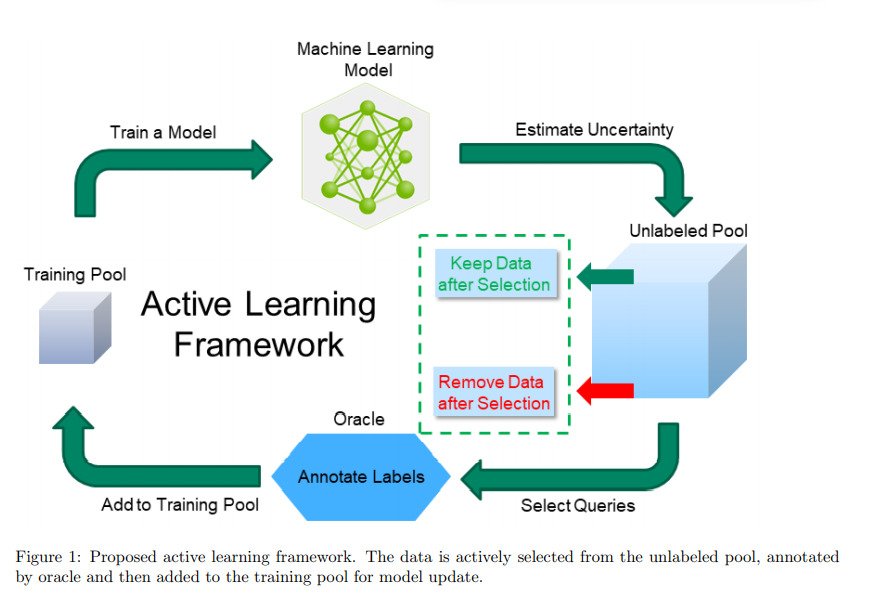 Machine Learning
Model
Train a Model
Estimate Uncertainty
Unlabeled Pool
Keep Data
after Selection
Training Pool
Active Learning
Framework
Remove Data
after Selection
Oracle
Annotate Labels
Add to Training Pool
Select Queries
Figure 1: Proposed active learning framework. The data is actively selected from the unlabeled pool, annotated
by oracle and then added to the training pool for model update.